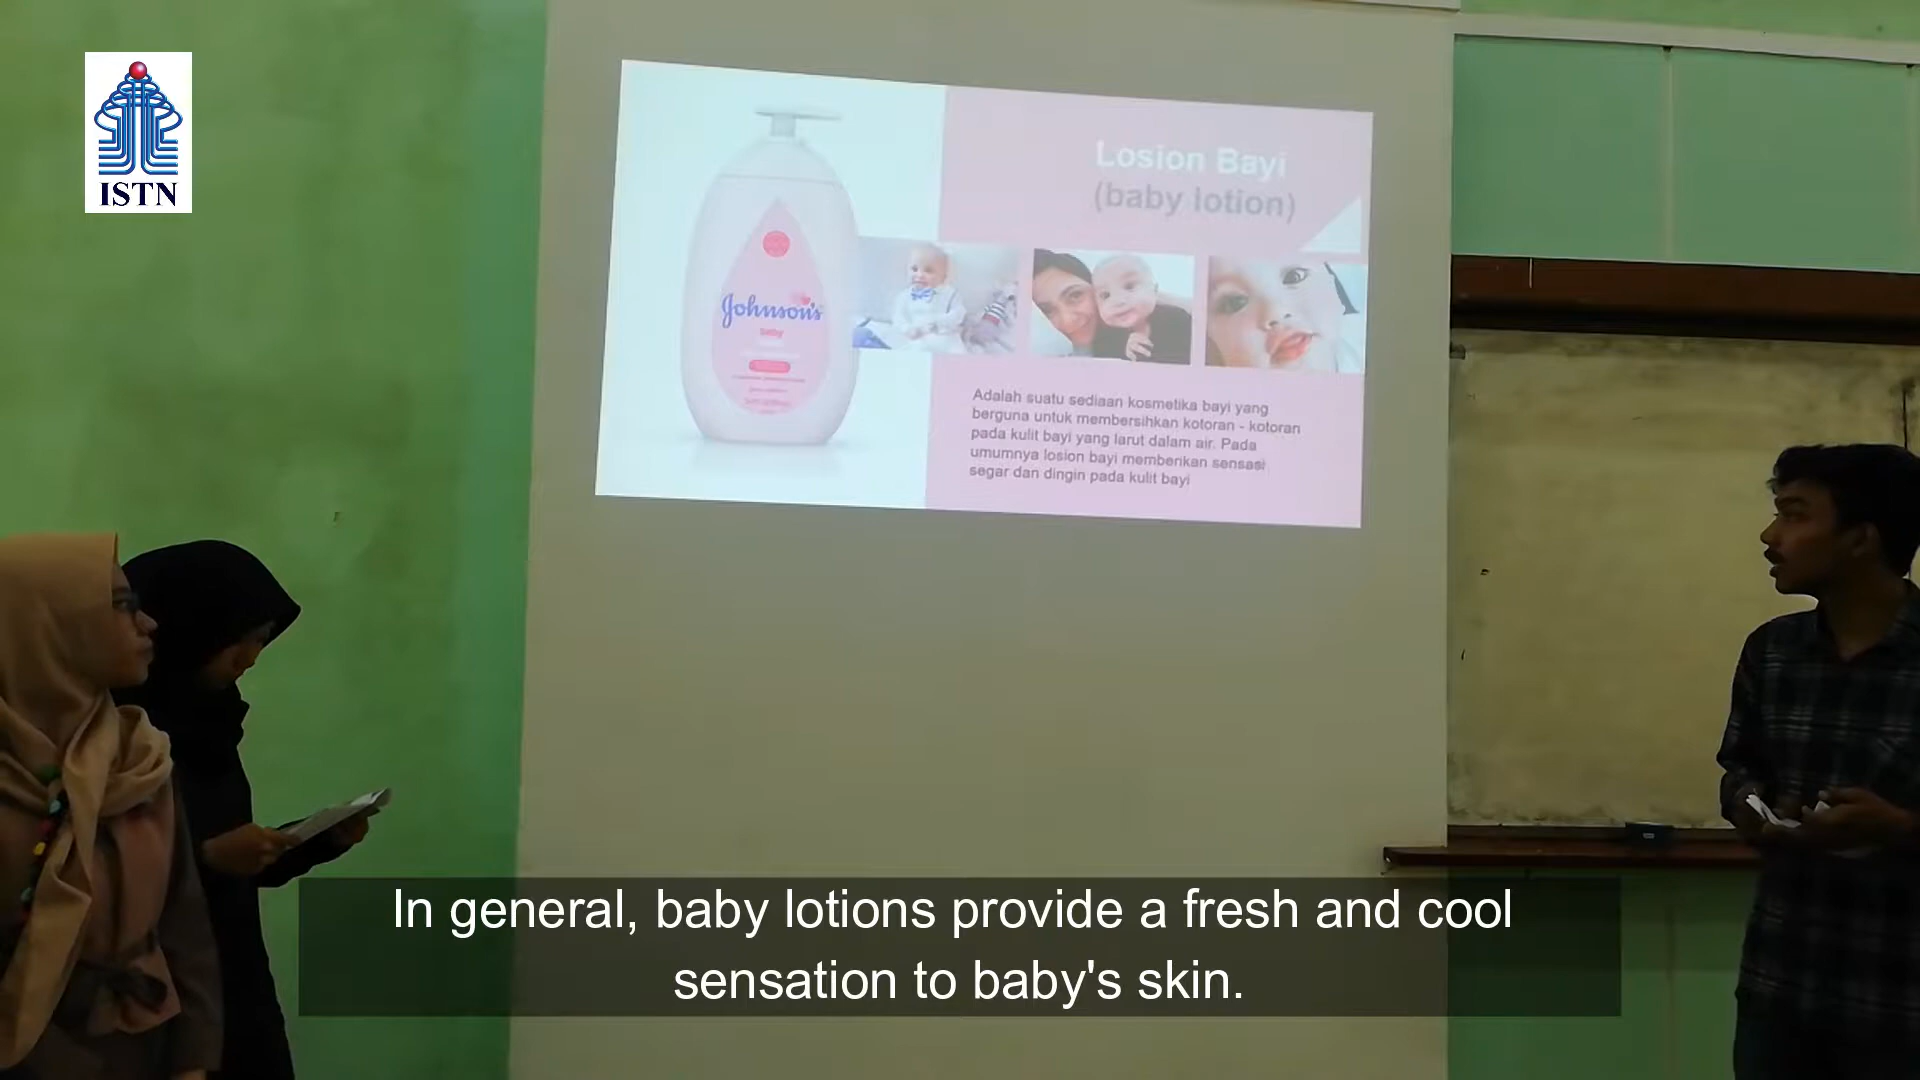 ISTN
Losion Bayi
(baby lotion)
Johnson's
baby
Adalah suatu sediaan kosmetika bayi yang
berguna untuk membersihkan kotoran - kotoran
pada kulit bayi yang larut dalam air. Pada
umumnya losion bayi memberikan sensasi
segar dan dingin pada kulit bayi
In general, baby lotions provide a fresh and cool
sensation to baby's skin.